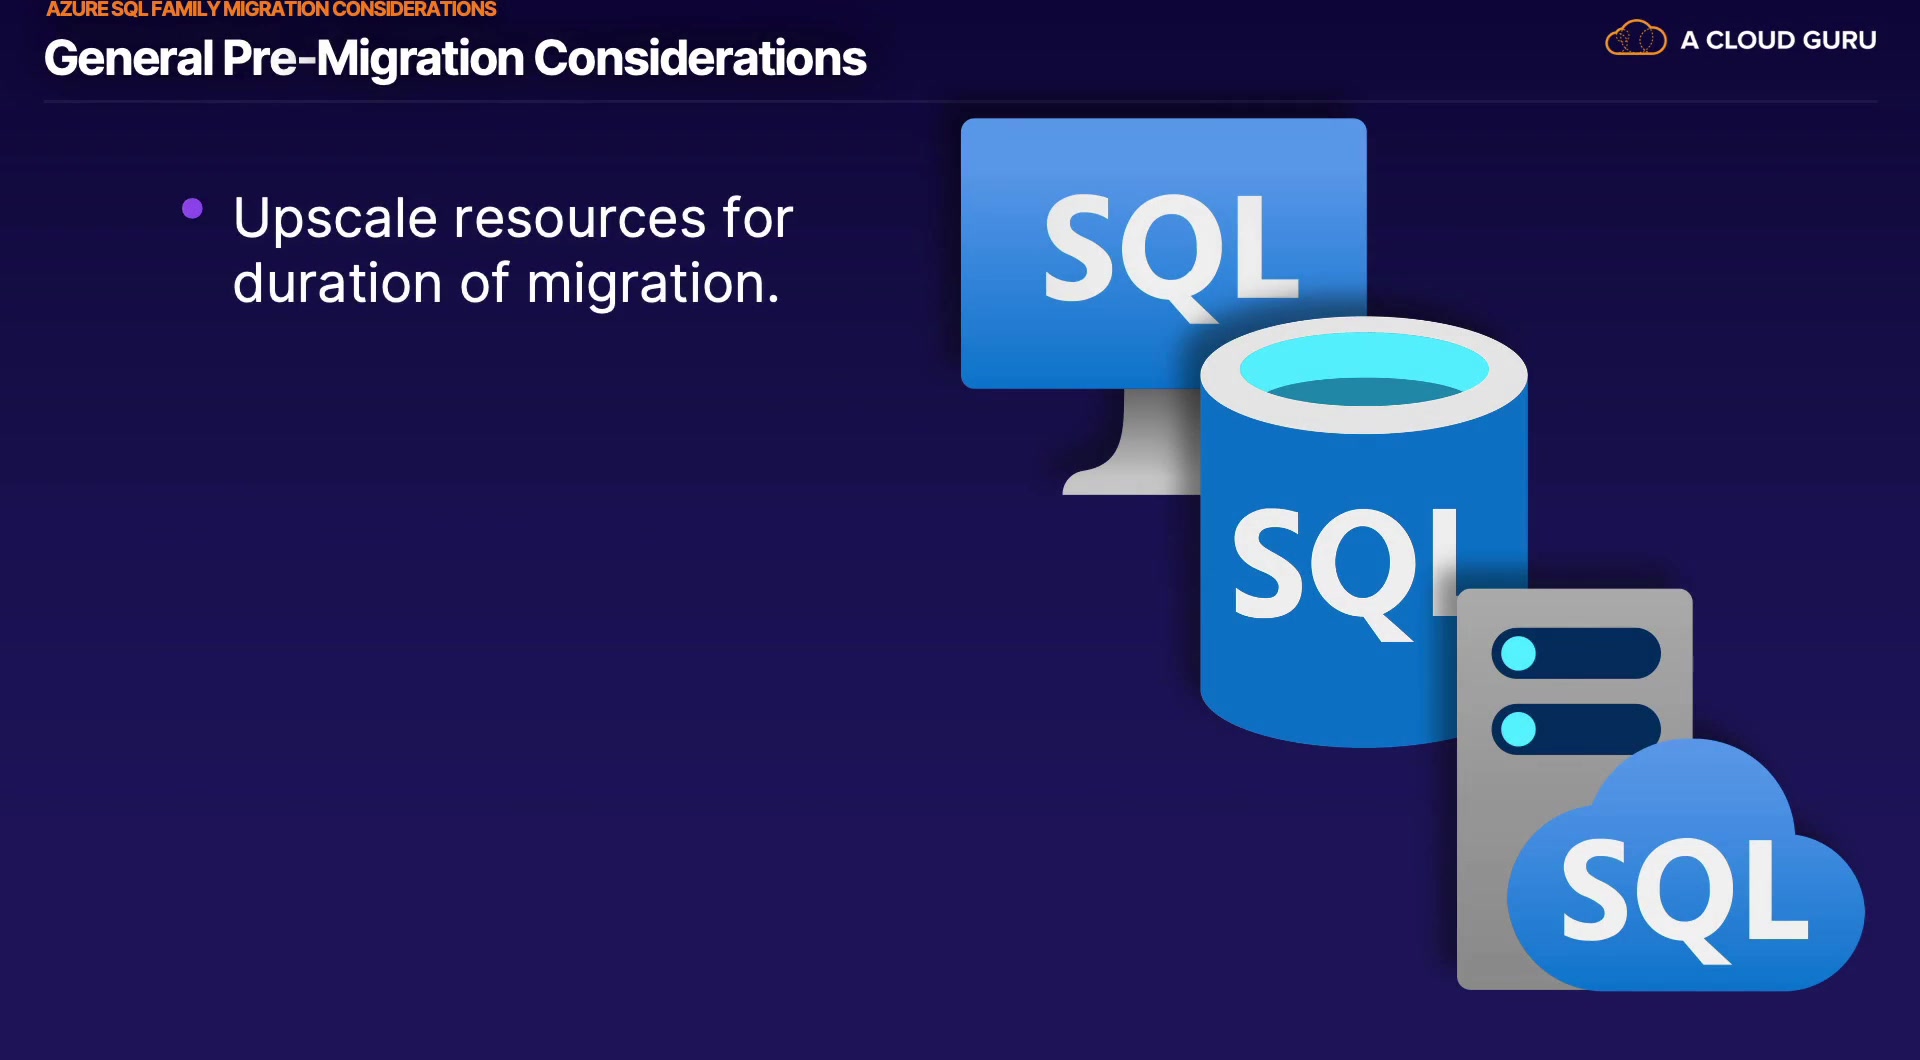 AZURE SQL FAMILY MIGRATION CONSIDERATIONS
General Pre-Migration Considerations
A CLOUD GURU
Upscale resources for
duration of migration.
SQL
SQL
SQL